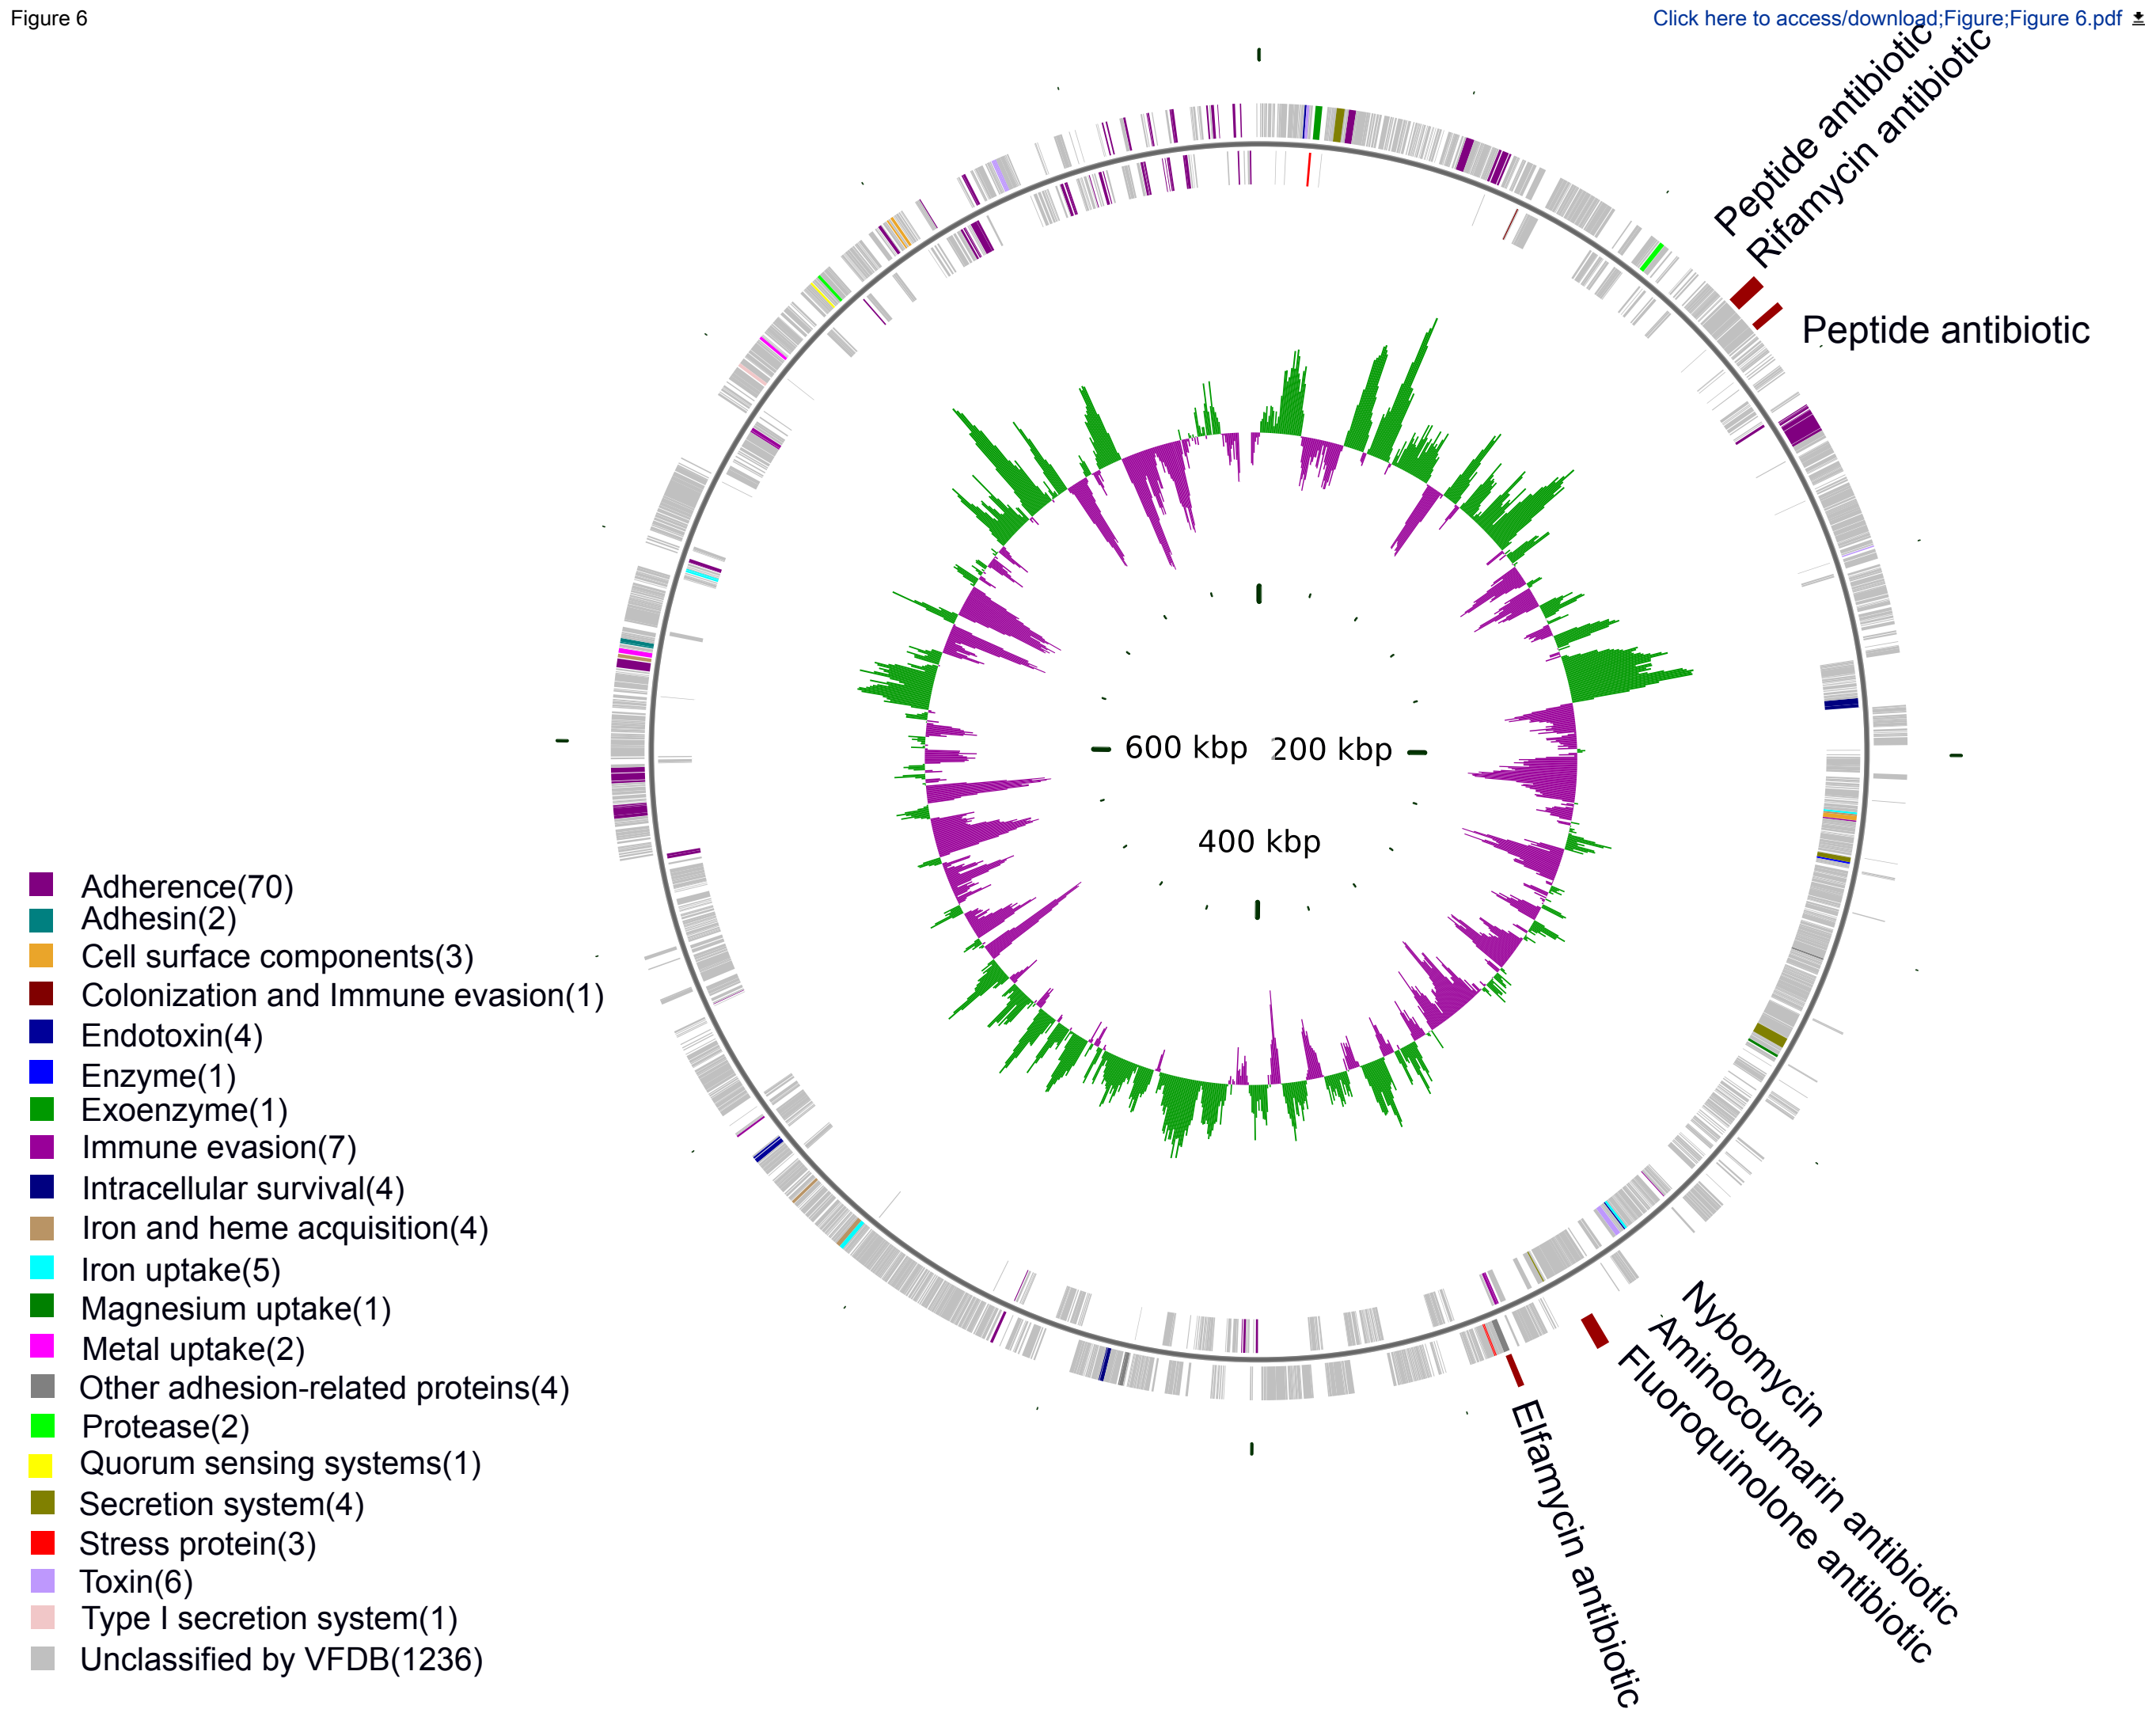 Figure 6
Click here to access/download;Figure;Figure 6.pdf
Peptide antibiotic
Rifamycin antibiotic
Peptide antibiotic
600 kbp
200 kbp
400 kbp
Adherence(70)
Adhesin(2)
Cell surface components(3)
Colonization and Immune evasion(1)
Endotoxin(4)
Enzyme(1)
Exoenzyme(1)
Immune evasion(7)
Intracellular survival(4)
Iron and heme acquisition(4)
Iron uptake(5)
Magnesium uptake(1)
Metal uptake(2)
Other adhesion-related proteins(4)
Protease(2)
Quorum sensing systems(1)
Secretion system(4)
Stress protein(3)
Toxin(6)
Type I secretion system(1)
Unclassified by VFDB(1236)
Nybomycin
Aminocoumarin antibiotic
Fluoroquinolone antibiotic
Elfamycin antibiotic